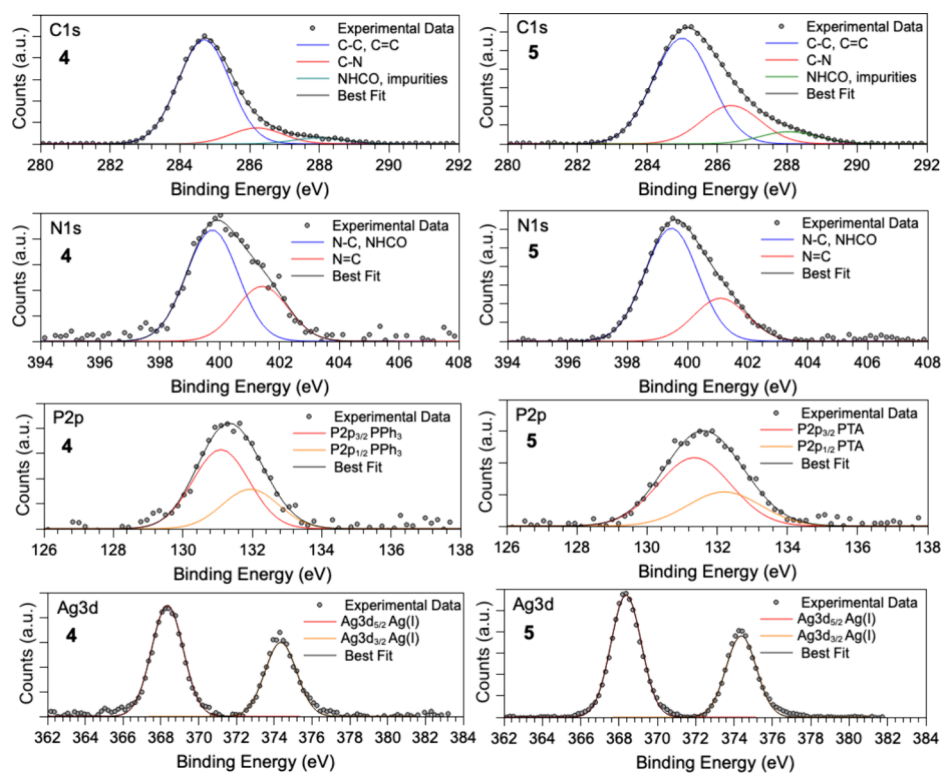 C1s
4
Counts (a.u.)
Experimental Data
C-C, C=C
C-N
NHCO, impurities
Best Fit
280 282 284 286 288 290 292
Binding Energy (eV)
C1s
5
Counts (a.u.)
Experimental Data
C-C, C=C
C-N
NHCO, impurities
Best Fit
280 282 284 286 288 290 292
Binding Energy (eV)
N1s
4
Counts (a.u.)
Experimental Data
N-C, NHCO
N=C
Best Fit
394 396 398 400 402 404 406 408
Binding Energy (eV)
N1s
5
Counts (a.u.)
Experimental Data
N-C, NHCO
N=C
Best Fit
394 396 398 400 402 404 406 408
Binding Energy (eV)
P2p
4
Counts (a.u.)
Experimental Data
P2p3/2 PPh3
P2p1/2 PPh3
Best Fit
126 128 130 132 134 136 138
Binding Energy (eV)
P2p
5
Counts (a.u.)
Experimental Data
P2p3/2 PTA
P2p1/2 PTA
Best Fit
126 128 130 132 134 136 138
Binding Energy (eV)
Ag3d
4
Counts (a.u.)
Experimental Data
Ag3d5/2 Ag(I)
Ag3d3/2 Ag(I)
Best Fit
362 364 366 368 370 372 374 376 378 380 382 384
Binding Energy (eV)
Ag3d
5
Counts (a.u.)
Experimental Data
Ag3d5/2 Ag(I)
Ag3d3/2 Ag(I)
Best Fit
362 364 366 368 370 372 374 376 378 380 382 384
Binding Energy (eV)